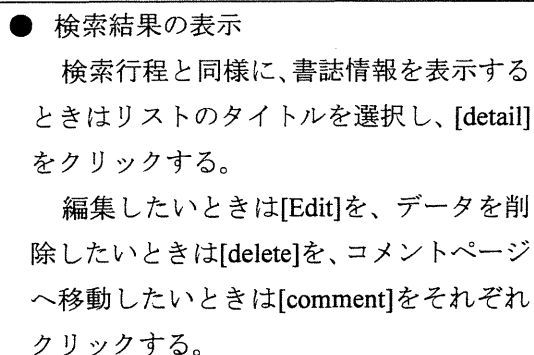 ● 検索結果の表示
検索行程と同様に、書誌情報を表示する
ときはリストのタイトルを選択し、[detail]
をクリックする。
編集したいときは[Edit]を、データを削
除したいときは[delete]を、コメントページ
へ移動したいときは[comment]をそれぞれ
クリックする。